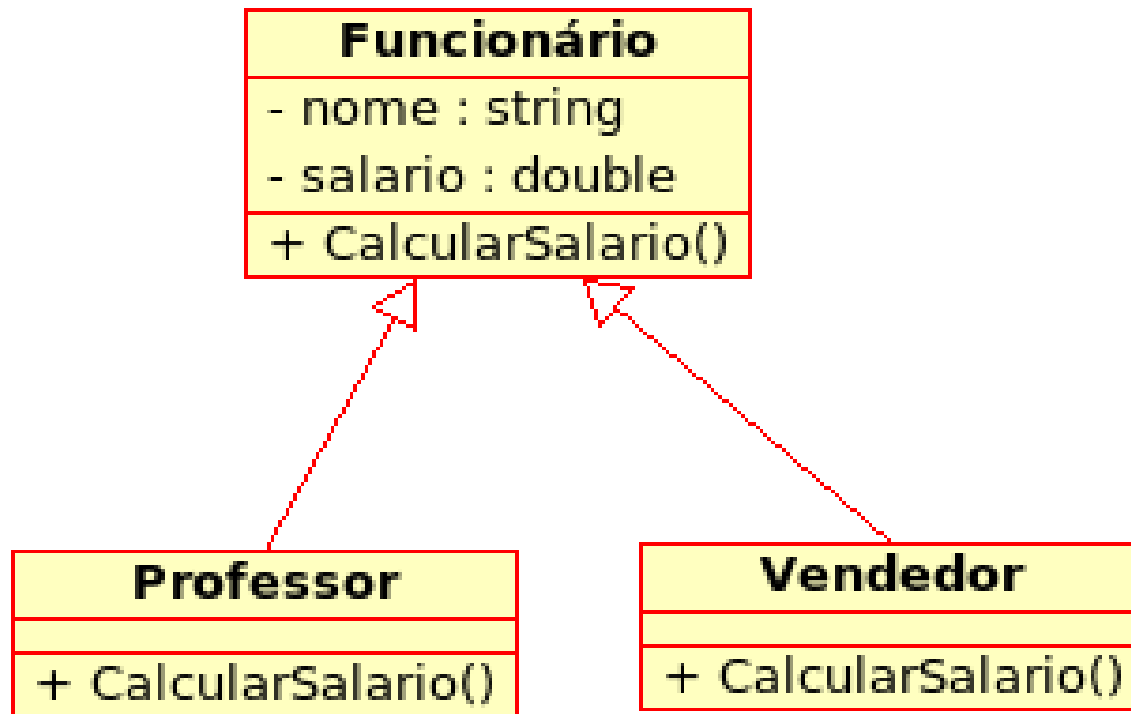 Funcionário
- nome : string
- salario : double
+ CalcularSalario()
Professor
+ CalcularSalario()
Vendedor
+ CalcularSalario()